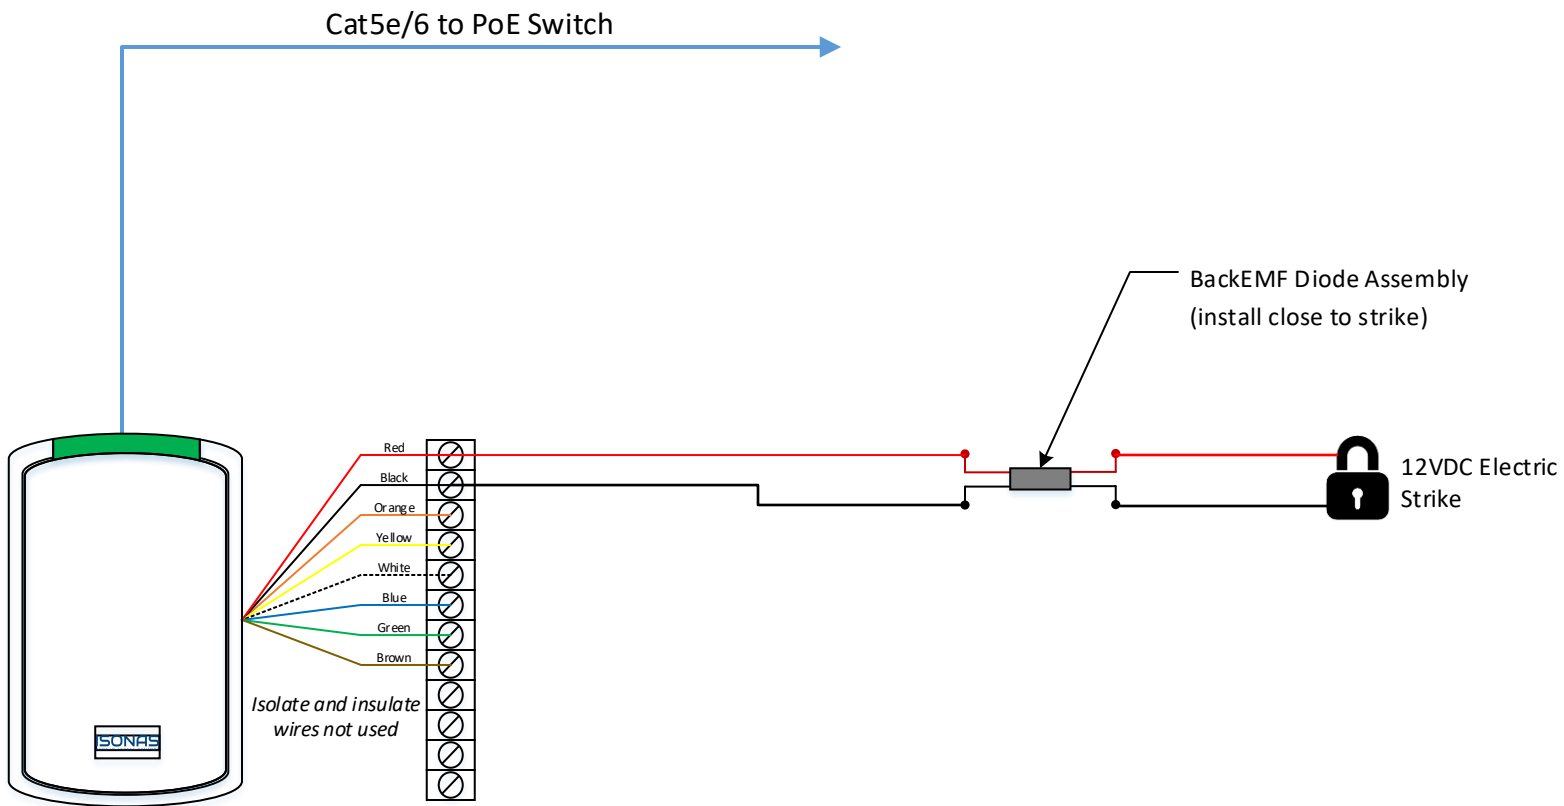 Cat5e/6 to PoE Switch
BackEMF Diode Assembly
(install close to strike)
Red
Black
Orange
Yellow
White
Blue
Green
Brown
12VDC Electric
Strike
Isolate and insulate
wires not used
ISONAS